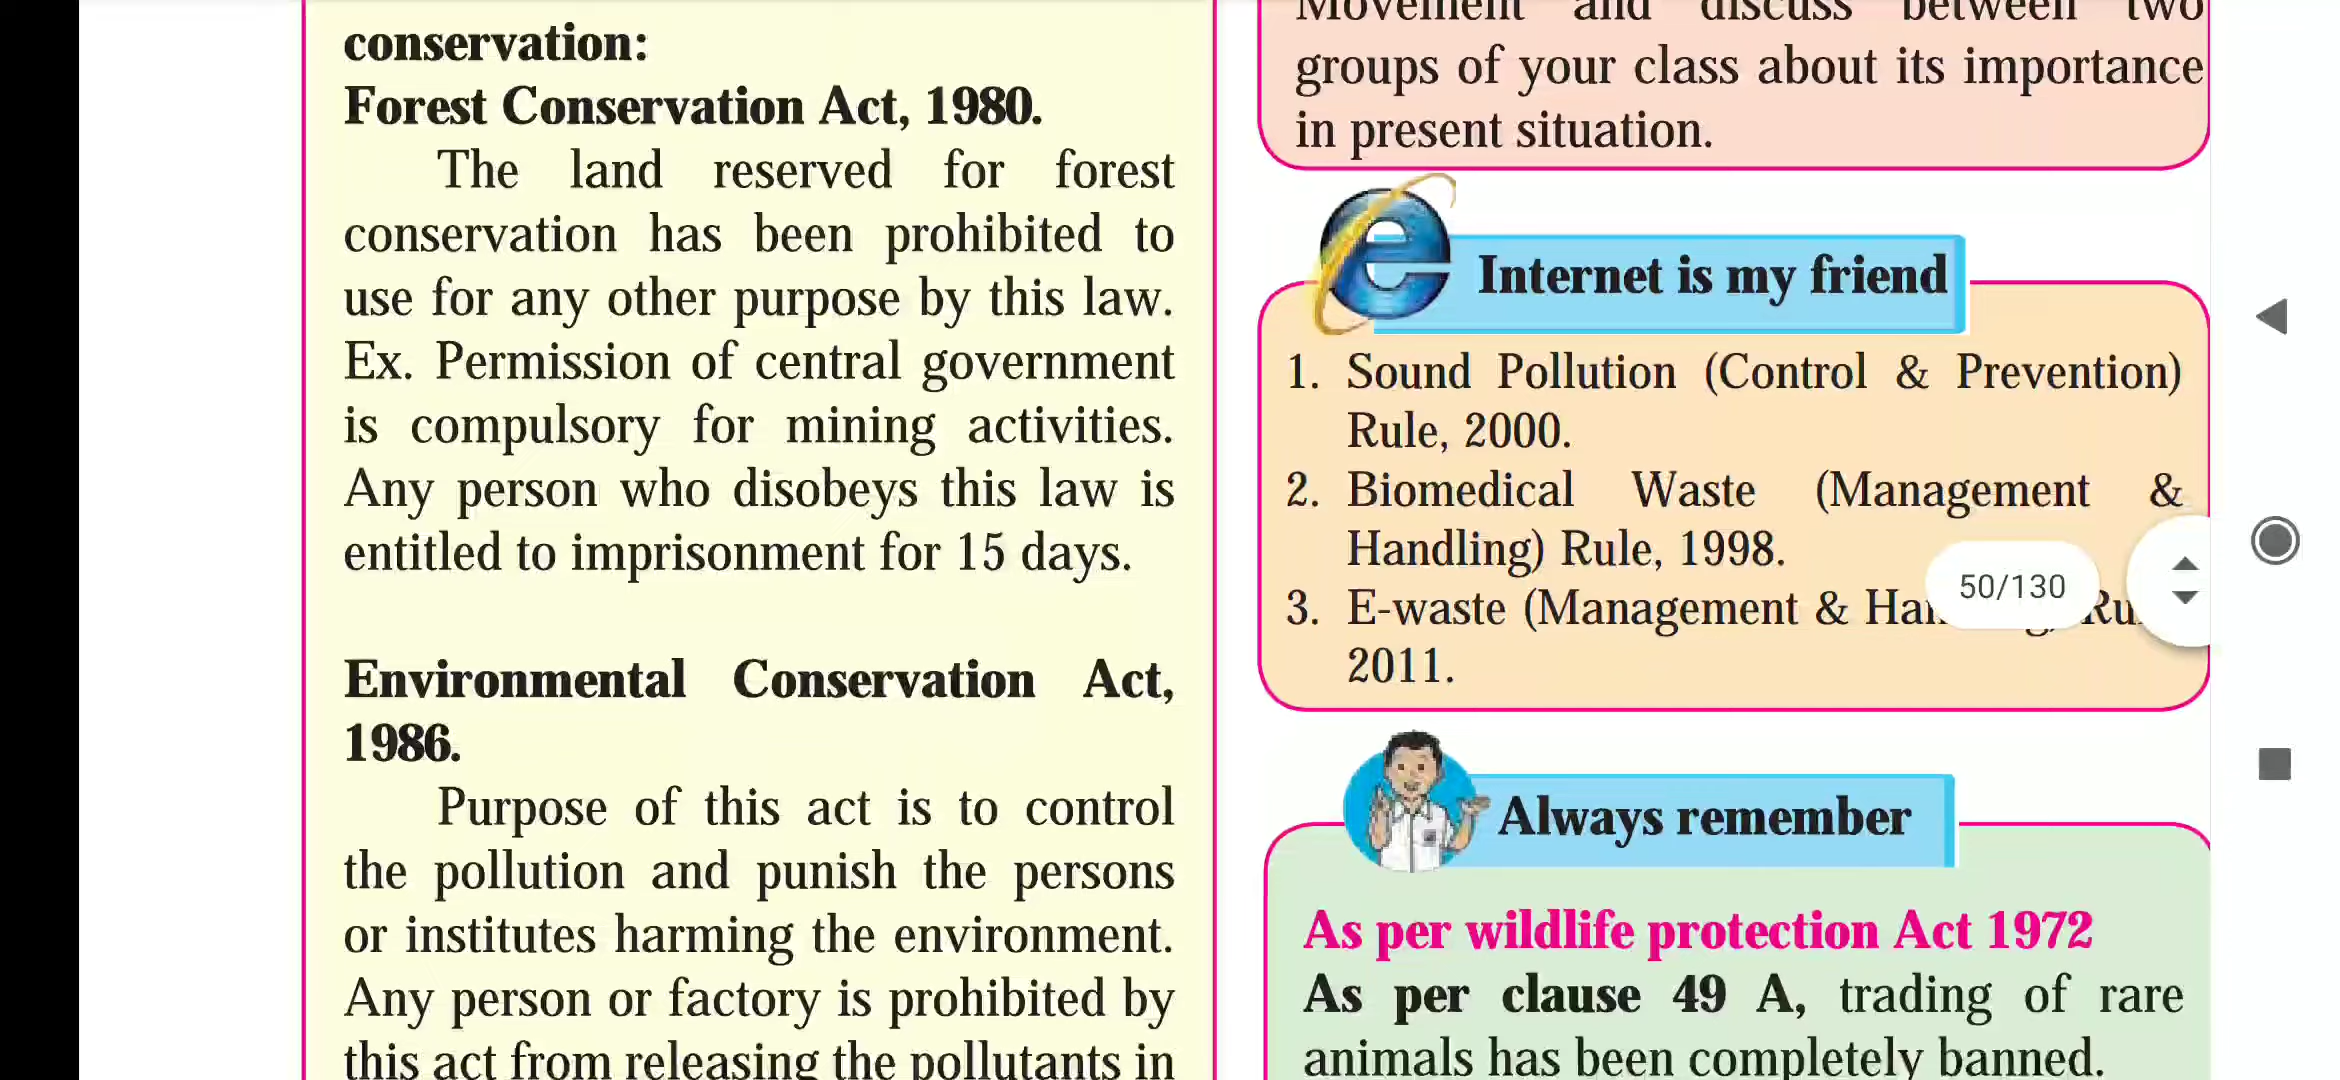 conservation:
Forest Conservation Act, 1980.
The land reserved for forest
conservation has been prohibited to
use for any other purpose by this law.
Ex. Permission of central government
is compulsory for mining activities.
Any person who disobeys this law is
entitled to imprisonment for 15 days.
Environmental Conservation Act,
1986.
Purpose of this act is to control
the pollution and punish the persons
or institutes harming the environment.
Any person or factory is prohibited by
this act from releasing the pollutants in
Movement and discuss between two
groups of your class about its importance
in present situation.
Internet is my friend
1. Sound Pollution (Control & Prevention)
Rule, 2000.
2. Biomedical Waste (Management &
Handling) Rule, 1998.
3. E-waste (Management &
2011.
50/130
Always remember
As per wildlife protection Act 1972
As per clause 49 A, trading of rare
animals has been completely banned.